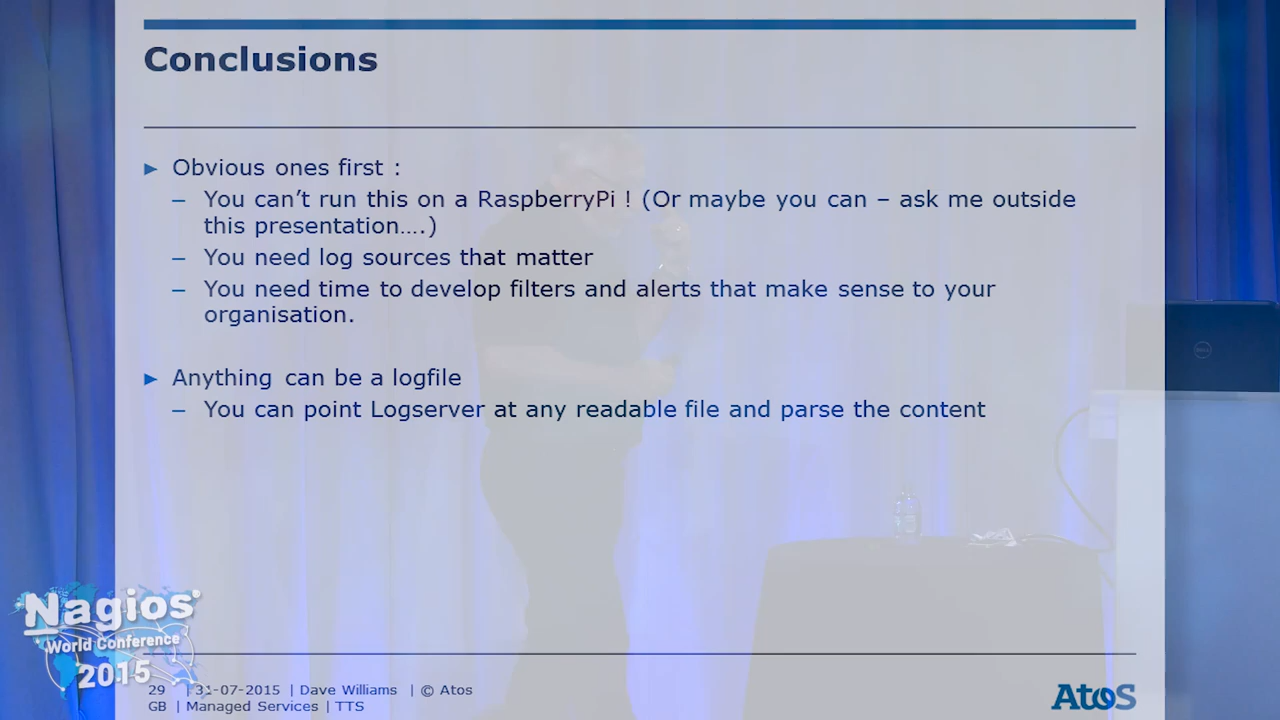 Conclusions
► Obvious ones first :
– You can’t run this on a RaspberryPi ! (Or maybe you can – ask me outside
this presentation….)
– You need log sources that matter
– You need time to develop filters and alerts that make sense to your
organisation.
► Anything can be a logfile
– You can point Logserver at any readable file and parse the content
Nagios®
World Conference
2015
29 | 31-07-2015 | Dave Williams | © Atos
GB | Managed Services | TTS
Atos
DELL